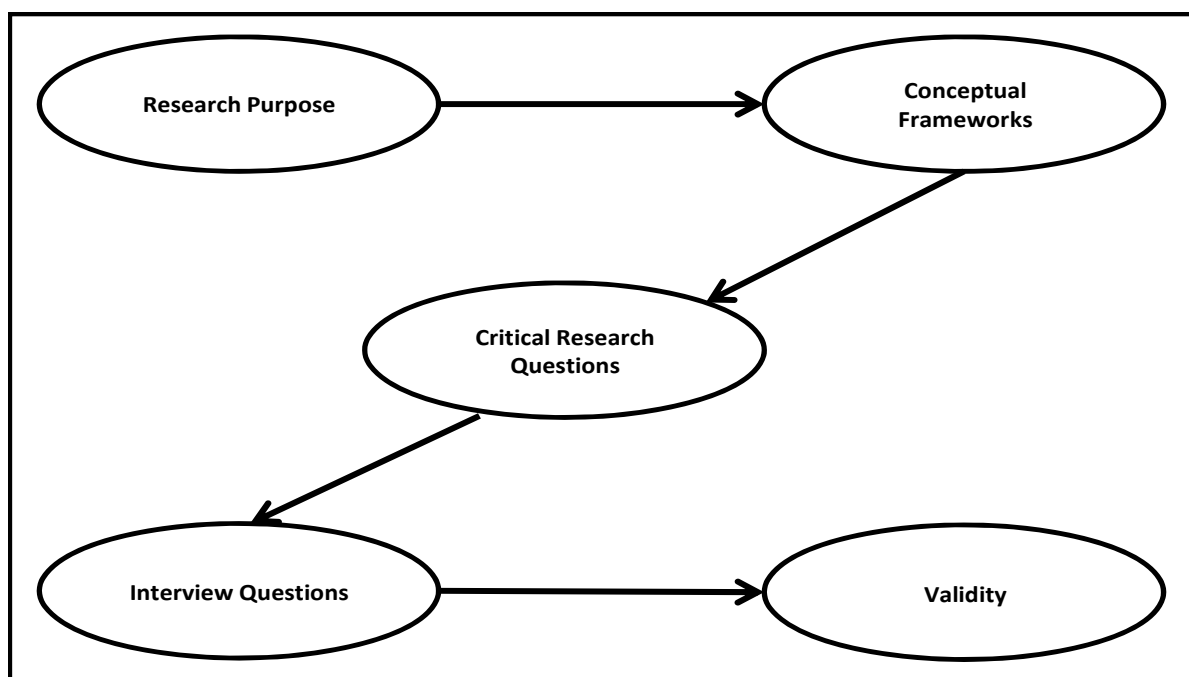 Research Purpose
Conceptual
Frameworks
Critical Research
Questions
Interview Questions
Validity